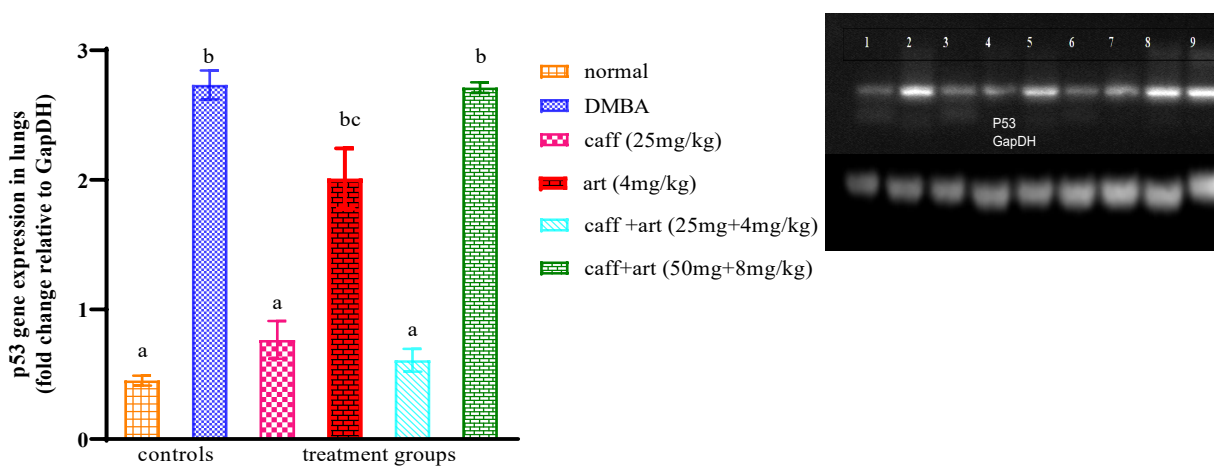 p53 gene expression in lungs
(fold change relative to GapDH)
3
2
1
0
a
b
a
bc
a
b
controls
treatment groups
normal
DMBA
caff (25mg/kg)
art (4mg/kg)
caff +art (25mg+4mg/kg)
caff+art (50mg+8mg/kg)
1 2 3 4 5 6 7 8 9
P53
GapDH